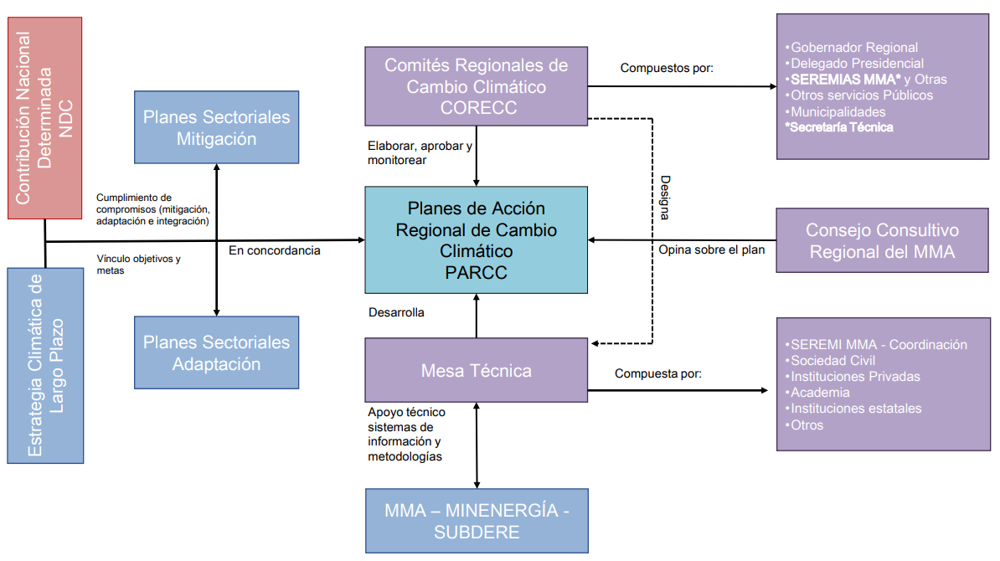 Contribución Nacional
Determinada
NDC
Estrategia Climática de
Largo Plazo
Planes Sectoriales
Mitigación
Cumplimiento de
compromisos (mitigación,
adaptación e integración)
Vínculo objetivos y
metas
En concordancia
Planes Sectoriales
Adaptación
Comités Regionales de
Cambio Climático
CORECC
Elaborar, aprobar y
monitorear
Planes de Acción
Regional de Cambio
Climático
PARCC
Desarrolla
Mesa Técnica
Apoyo técnico
sistemas de
información y
metodologías
MMA – MINENERGÍA -
SUBDERE
Compuestos por:
Designa
Opina sobre el plan
Compuesta por:
•Gobernador Regional
•Delegado Presidencial
•SEREMIAS MMA* y Otras
•Otros servicios Públicos
•Municipalidades
*Secretaría Técnica
Consejo Consultivo
Regional del MMA
•SEREMI MMA - Coordinación
•Sociedad Civil
•Instituciones Privadas
•Academia
•Instituciones estatales
•Otros